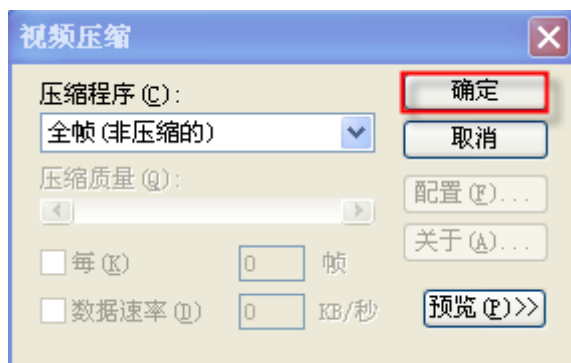 视频压缩
压缩程序(C):
确定
全帧(非压缩的)
取消
压缩质量(Q):
配置(F)...
关于(A)...
每(K) 0 帧
数据速率(D) 0 KB/秒
预览(P)>>